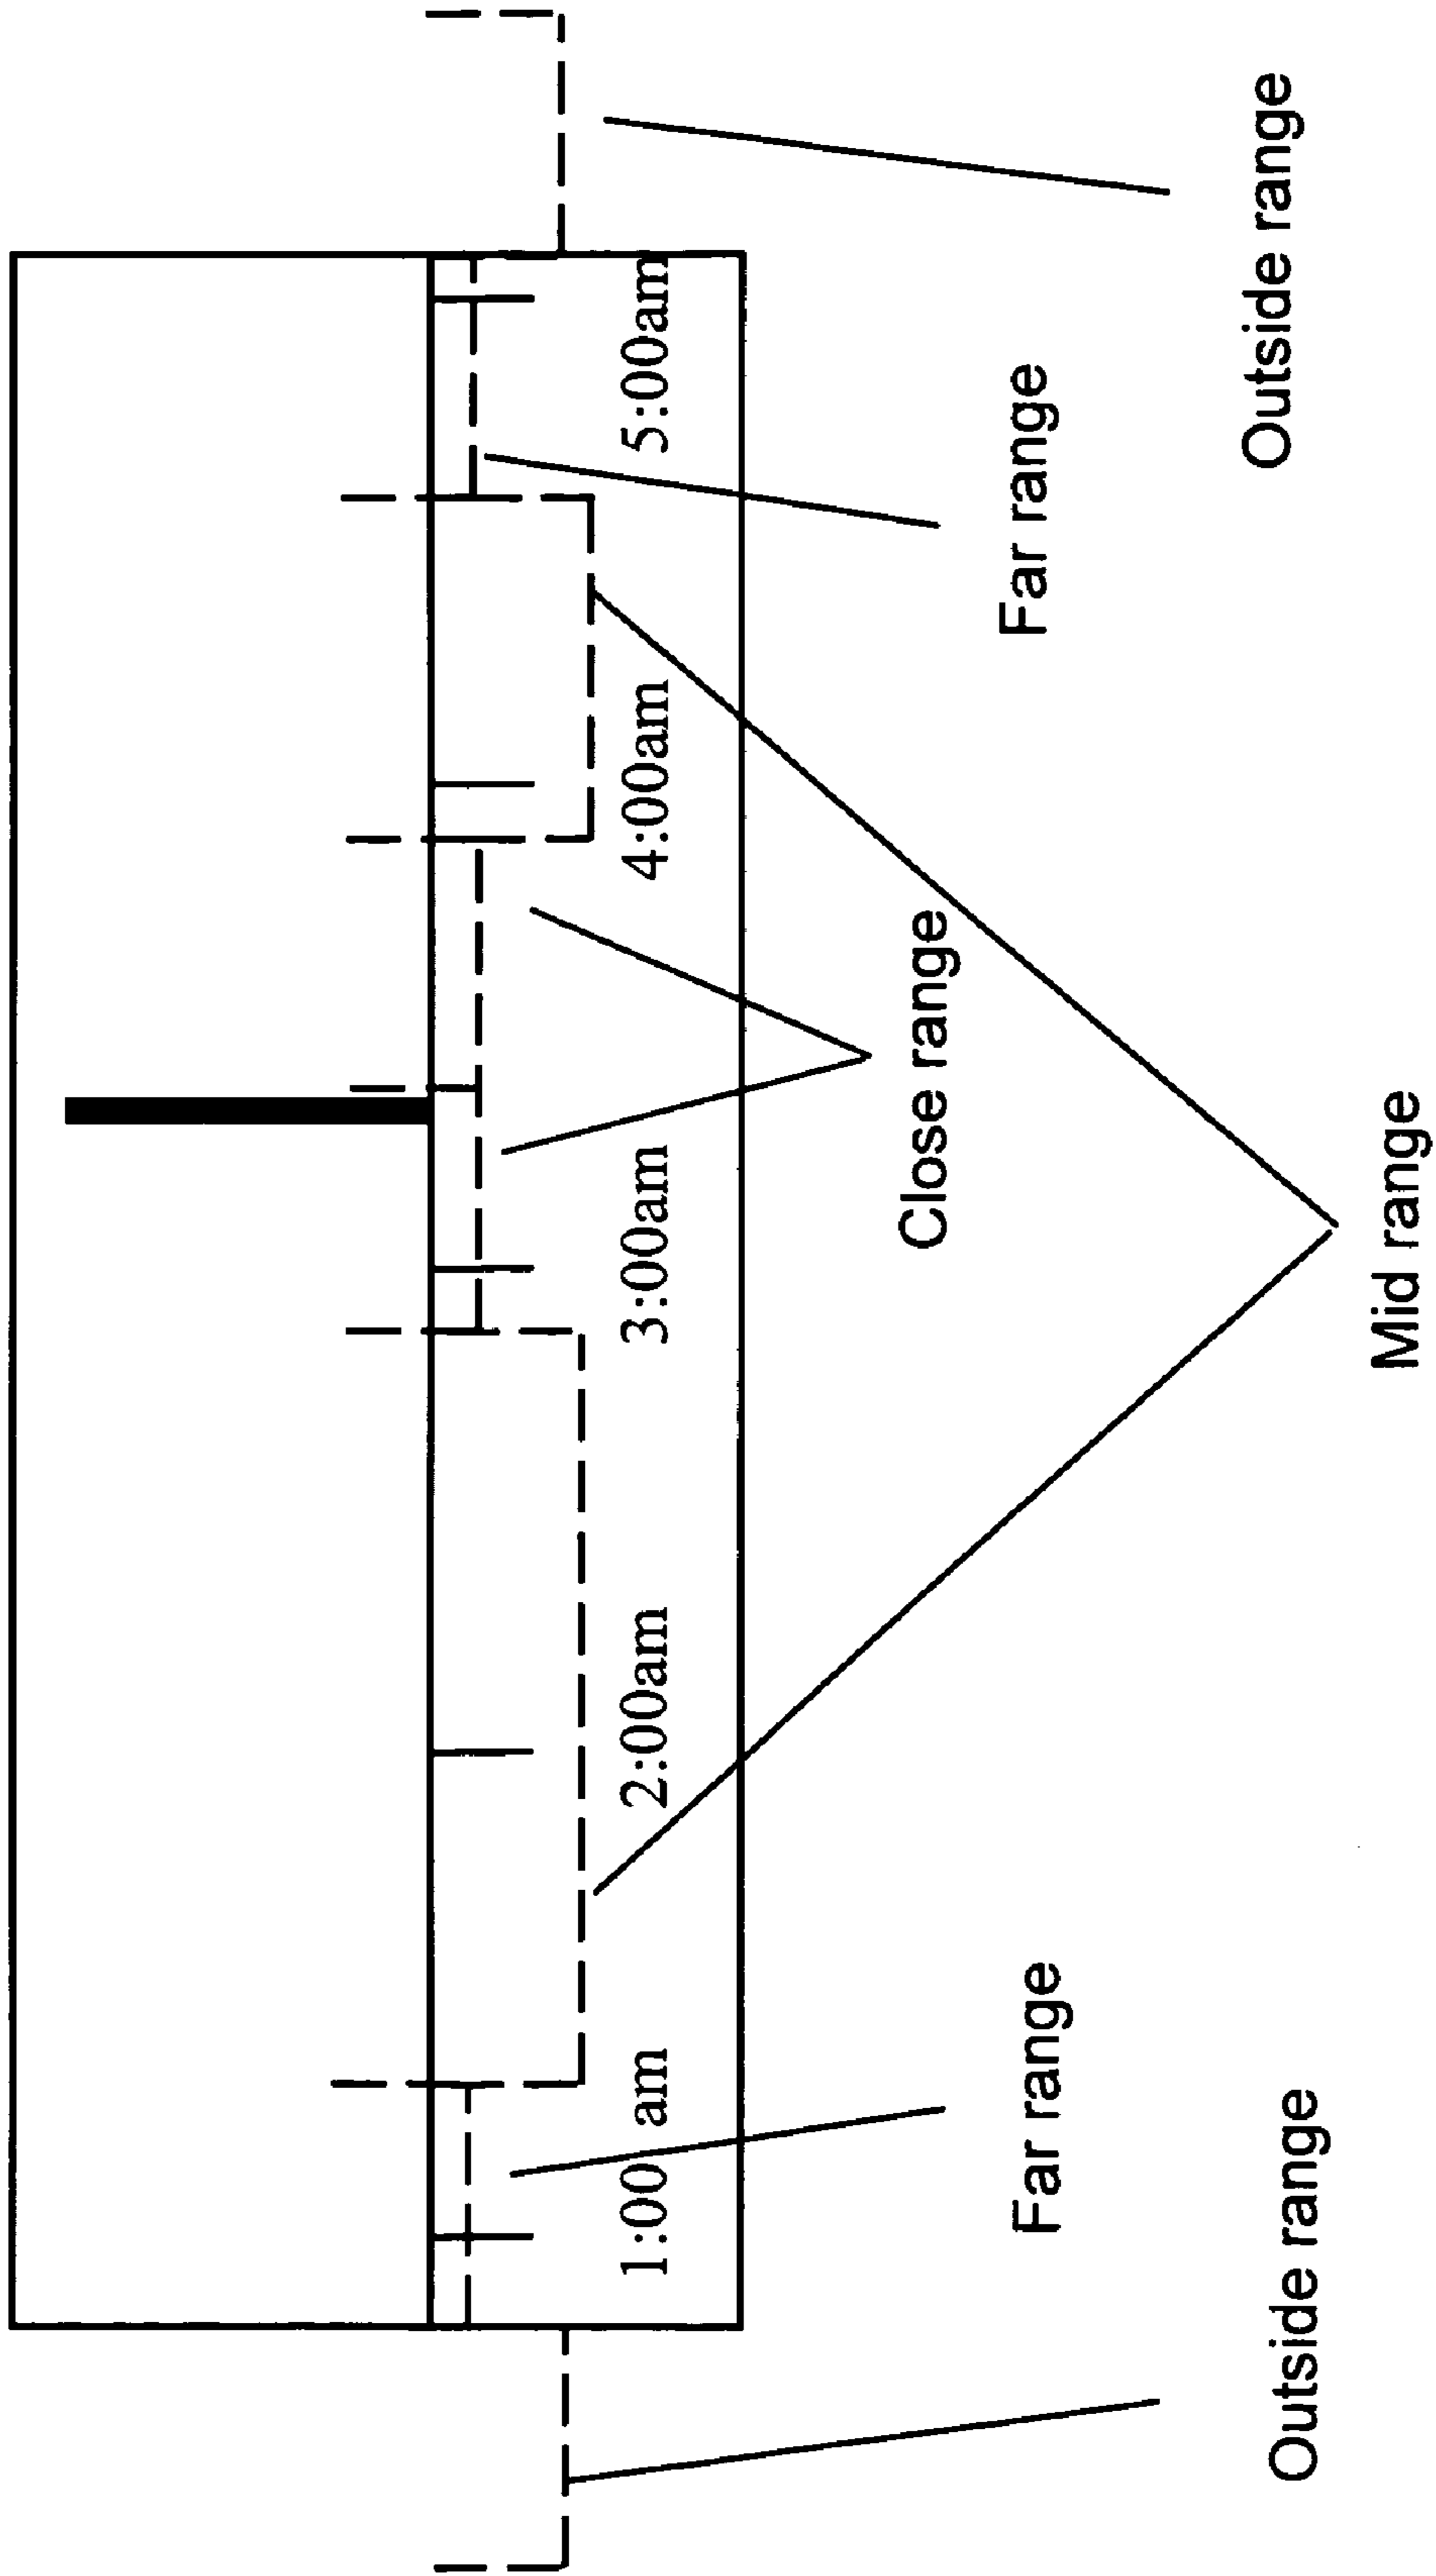 1:00 am 2:00am 3:00am 4:00am 5:00am
Close range
Far range
Far range
Outside range
Outside range
Mid range